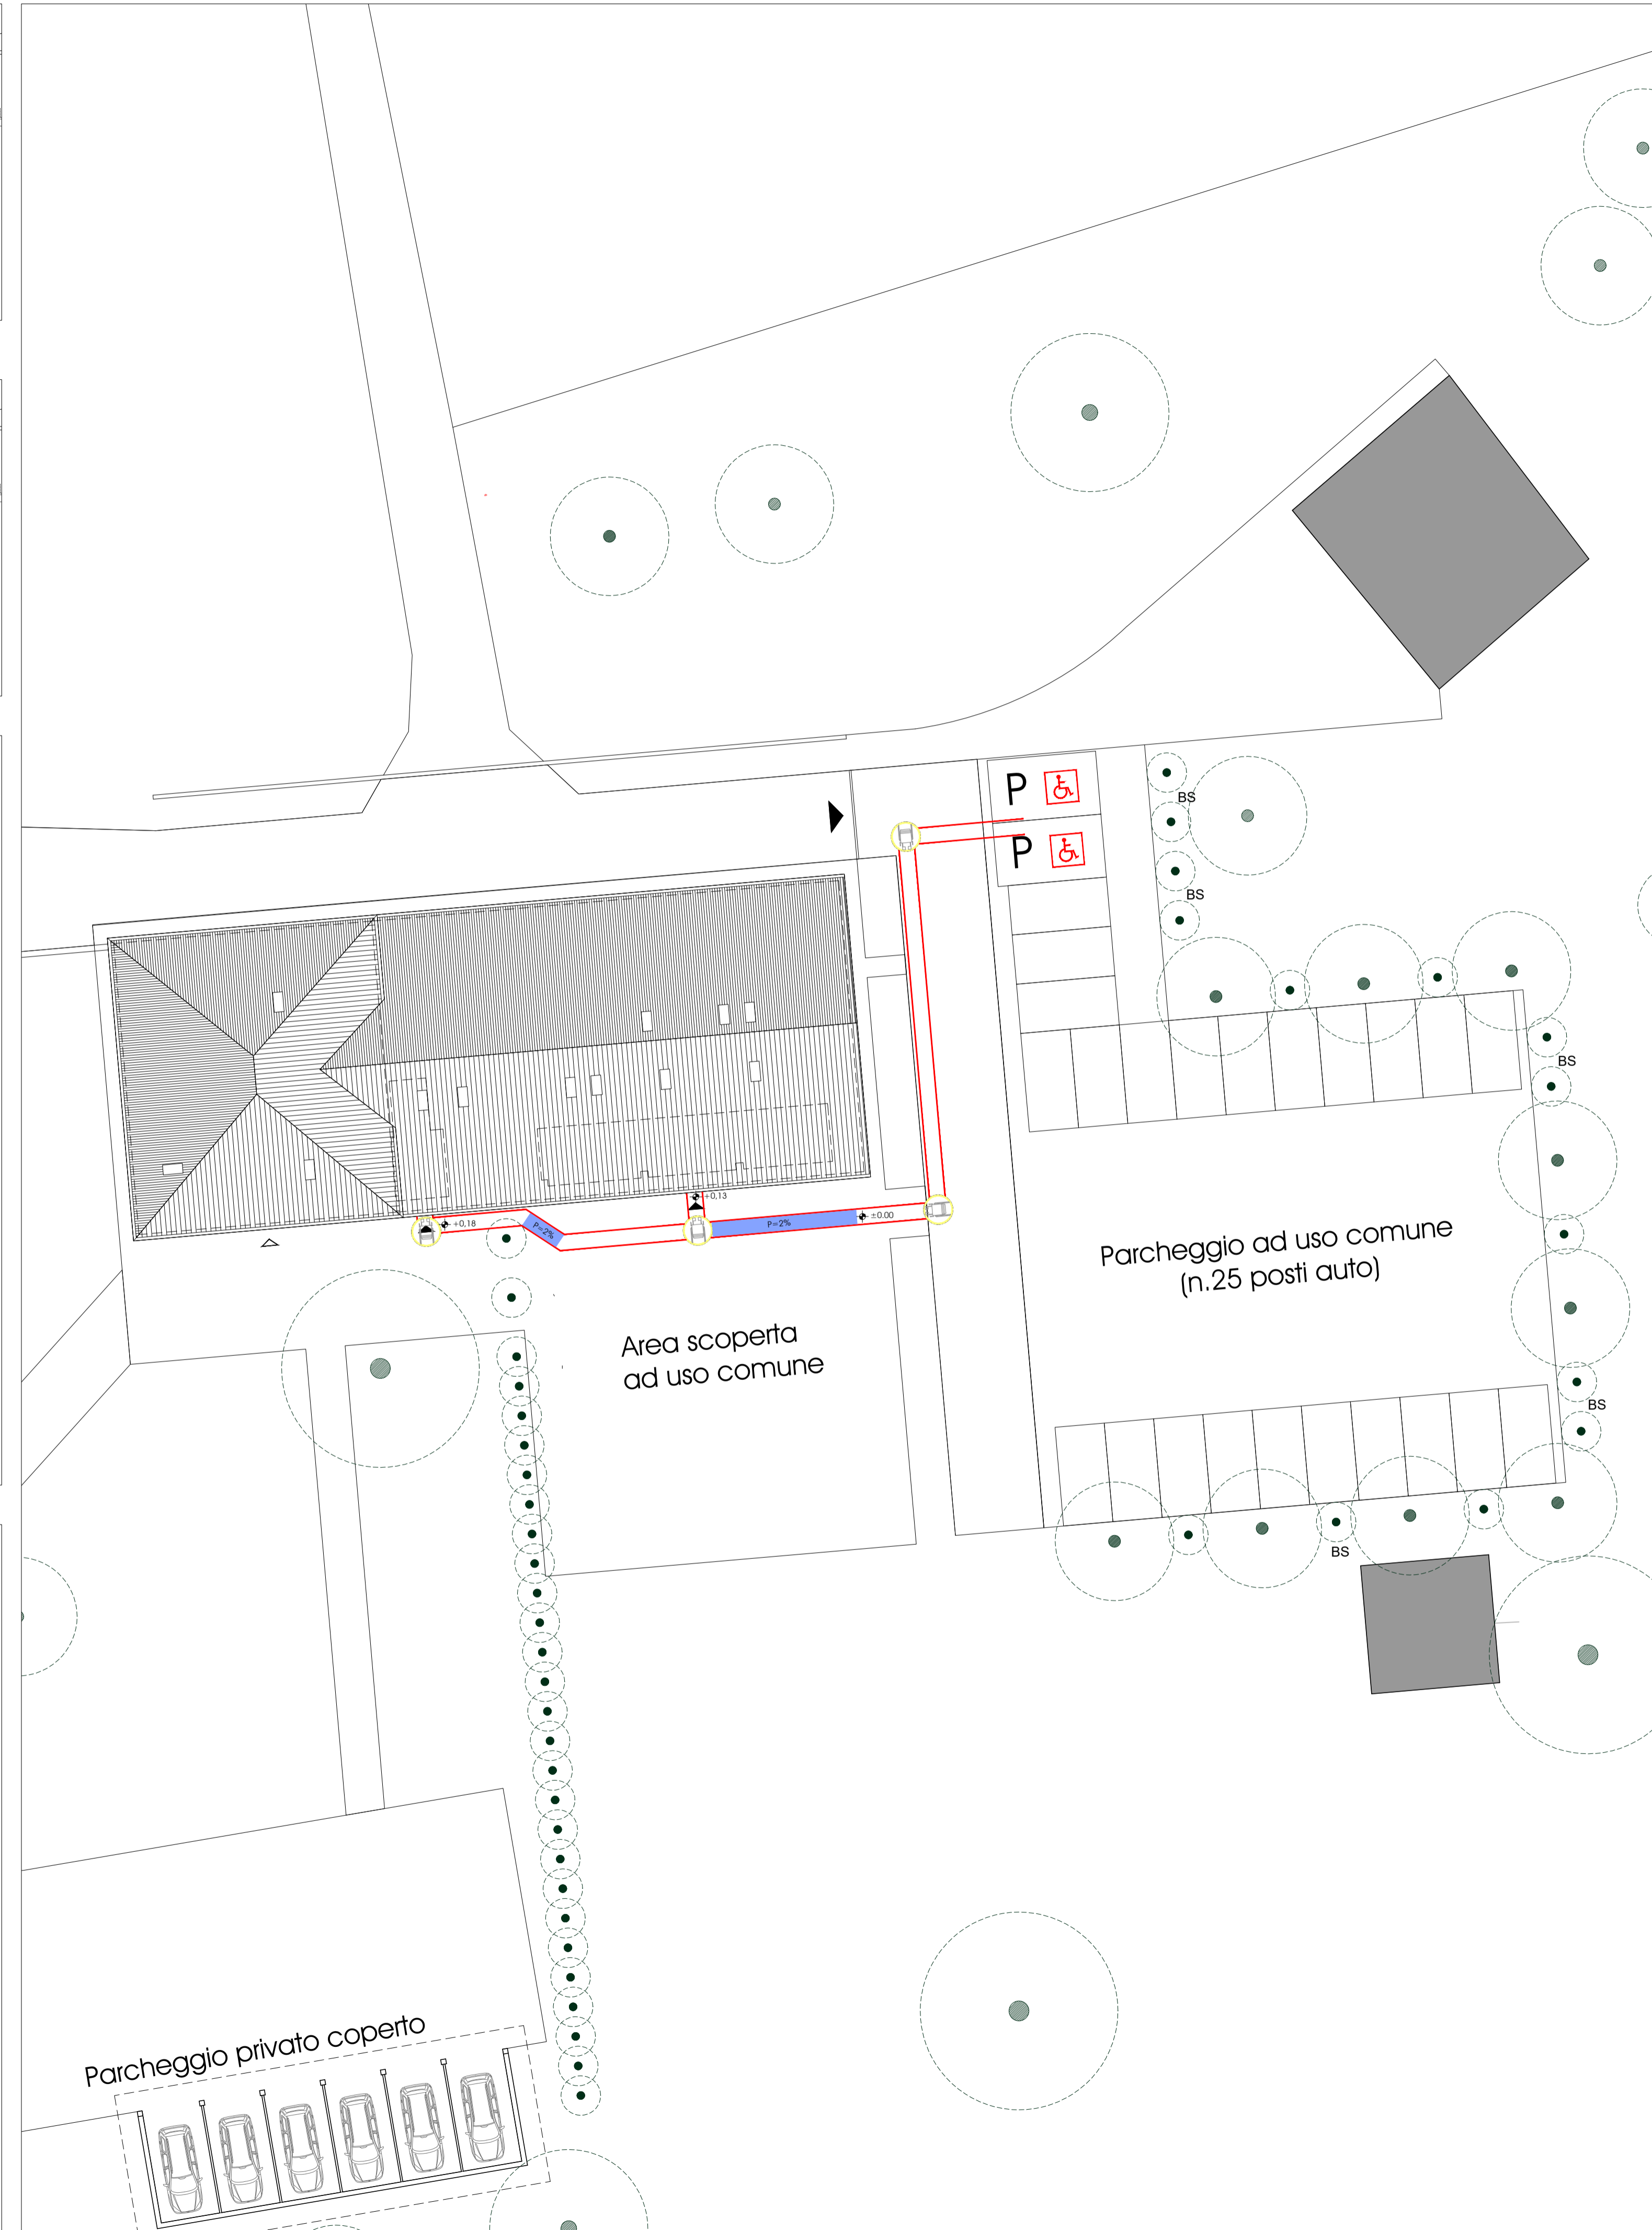 P
P
BS
BS
BS
+0,13
+0,18
P=2%
P=2%
±0.00
Parcheggio ad uso comune
(n.25 posti auto)
Area scoperta
ad uso comune
BS
BS
Parcheggio privato coperto